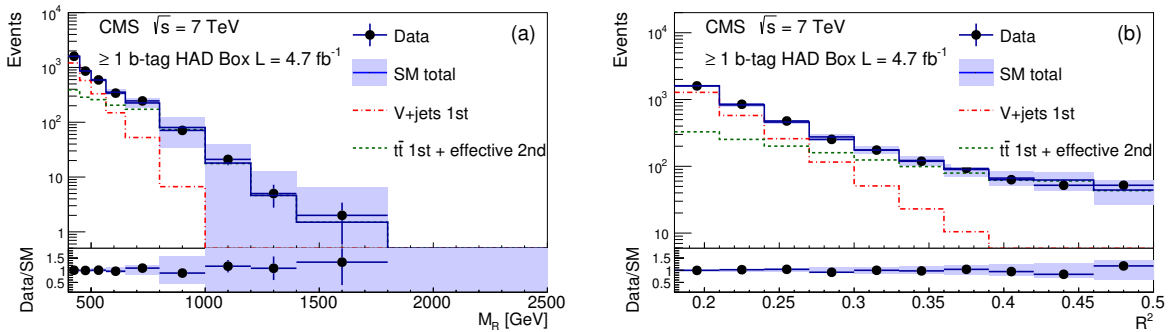 CMS √s = 7 TeV
(a)
≥ 1 b-tag HAD Box L = 4.7 fb⁻¹
Data
SM total
V+jets 1st
tt̄ 1st + effective 2nd
Events
10⁴
10³
10²
10
1
Data/SM
1.5
1
0.5
500 1000 1500 2000 2500
M_R [GeV]
CMS √s = 7 TeV
(b)
≥ 1 b-tag HAD Box L = 4.7 fb⁻¹
Data
SM total
V+jets 1st
tt̄ 1st + effective 2nd
Events
10⁴
10³
10²
10
Data/SM
1.5
1
0.5
0.2 0.25 0.3 0.35 0.4 0.45 0.5
R²